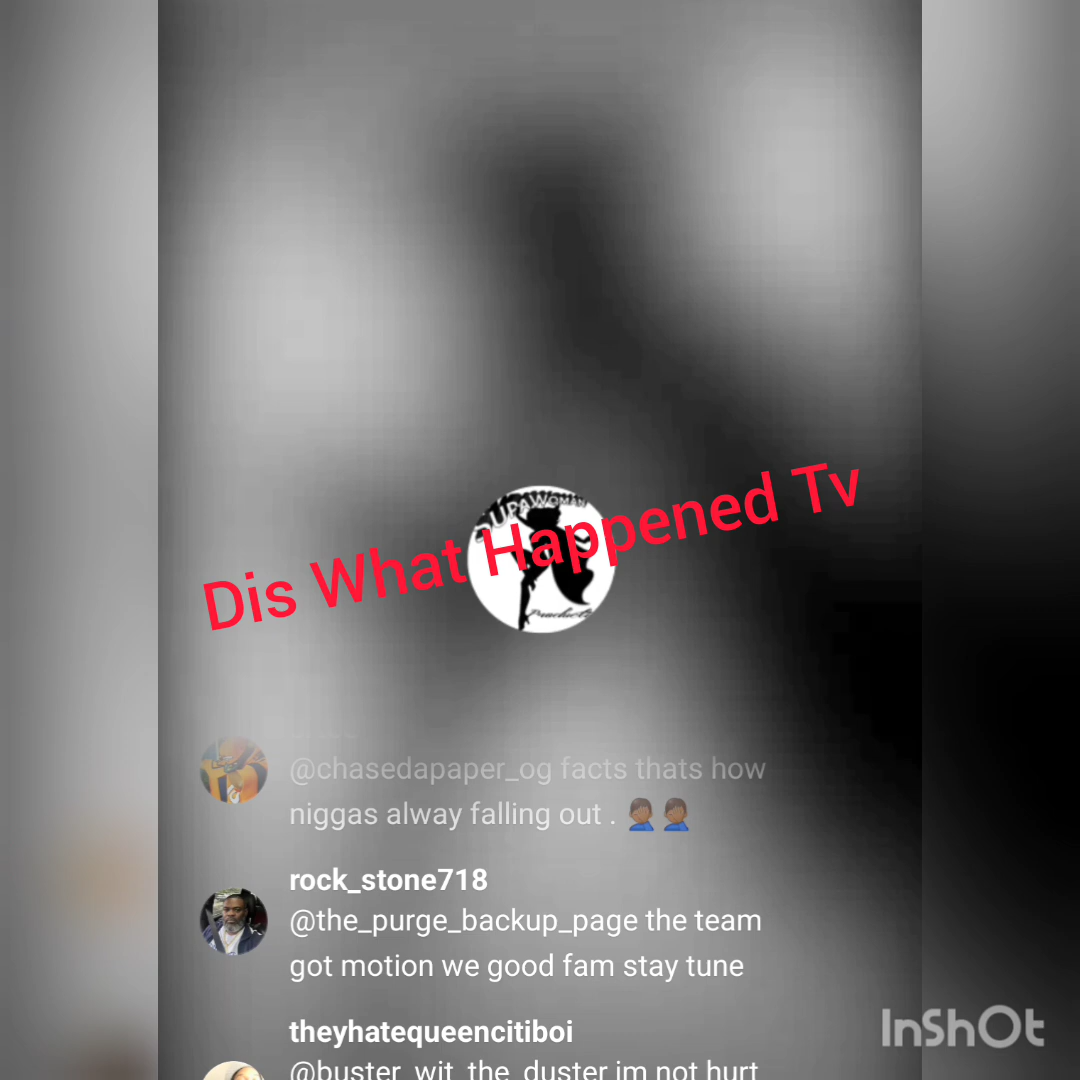 SUPAWOMAN
Dis What Happened Tv
@chasedapaper_og facts thats how
niggas alway falling out . 🤦🏾‍♂️🤦🏾‍♂️
rock_stone718
@the_purge_backup_page the team
got motion we good fam stay tune
theyhatequeencitiboi
@buster_wit_the_duster im not hurt
InShOt